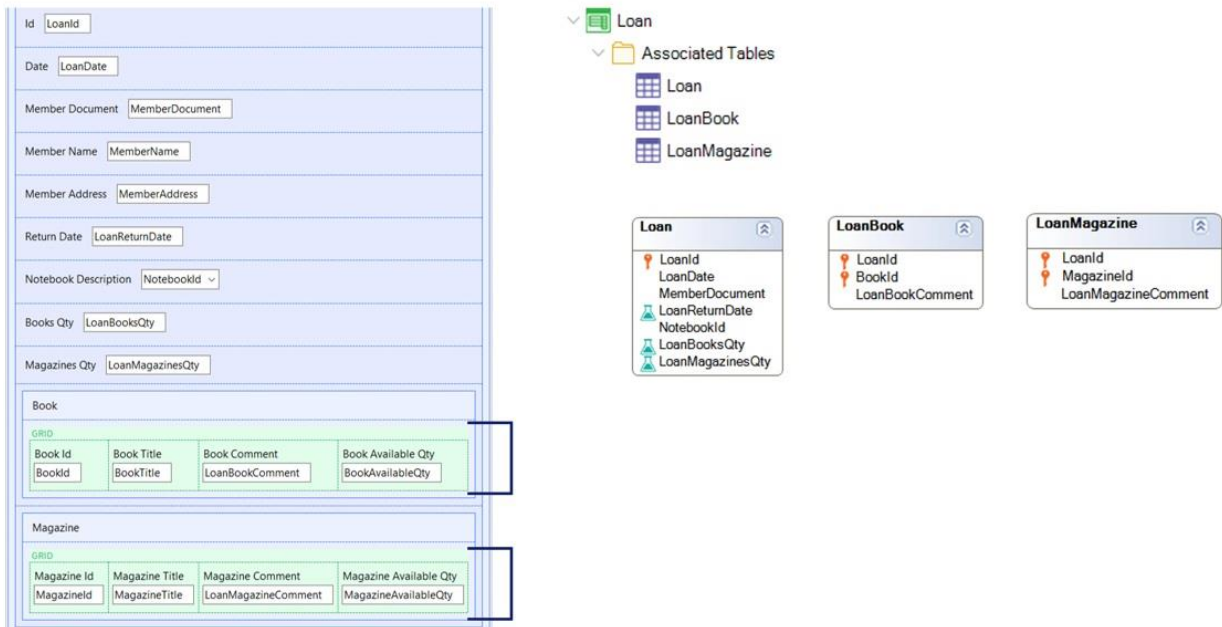 Id LoanId
Date LoanDate
Member Document MemberDocument
Member Name MemberName
Member Address MemberAddress
Return Date LoanReturnDate
Notebook Description NotebookId
Books Qty LoanBooksQty
Magazines Qty LoanMagazinesQty
Book
GRID
Book Id Book Title Book Comment Book Available Qty
BookId BookTitle LoanBookComment BookAvailableQty
Magazine
GRID
Magazine Id Magazine Title Magazine Comment Magazine Available Qty
MagazineId MagazineTitle LoanMagazineComment MagazineAvailableQty
Loan
Associated Tables
Loan
LoanBook
LoanMagazine
Loan
LoanId
LoanDate
MemberDocument
LoanReturnDate
NotebookId
LoanBooksQty
LoanMagazinesQty
LoanBook
LoanId
BookId
LoanBookComment
LoanMagazine
LoanId
MagazineId
LoanMagazineComment